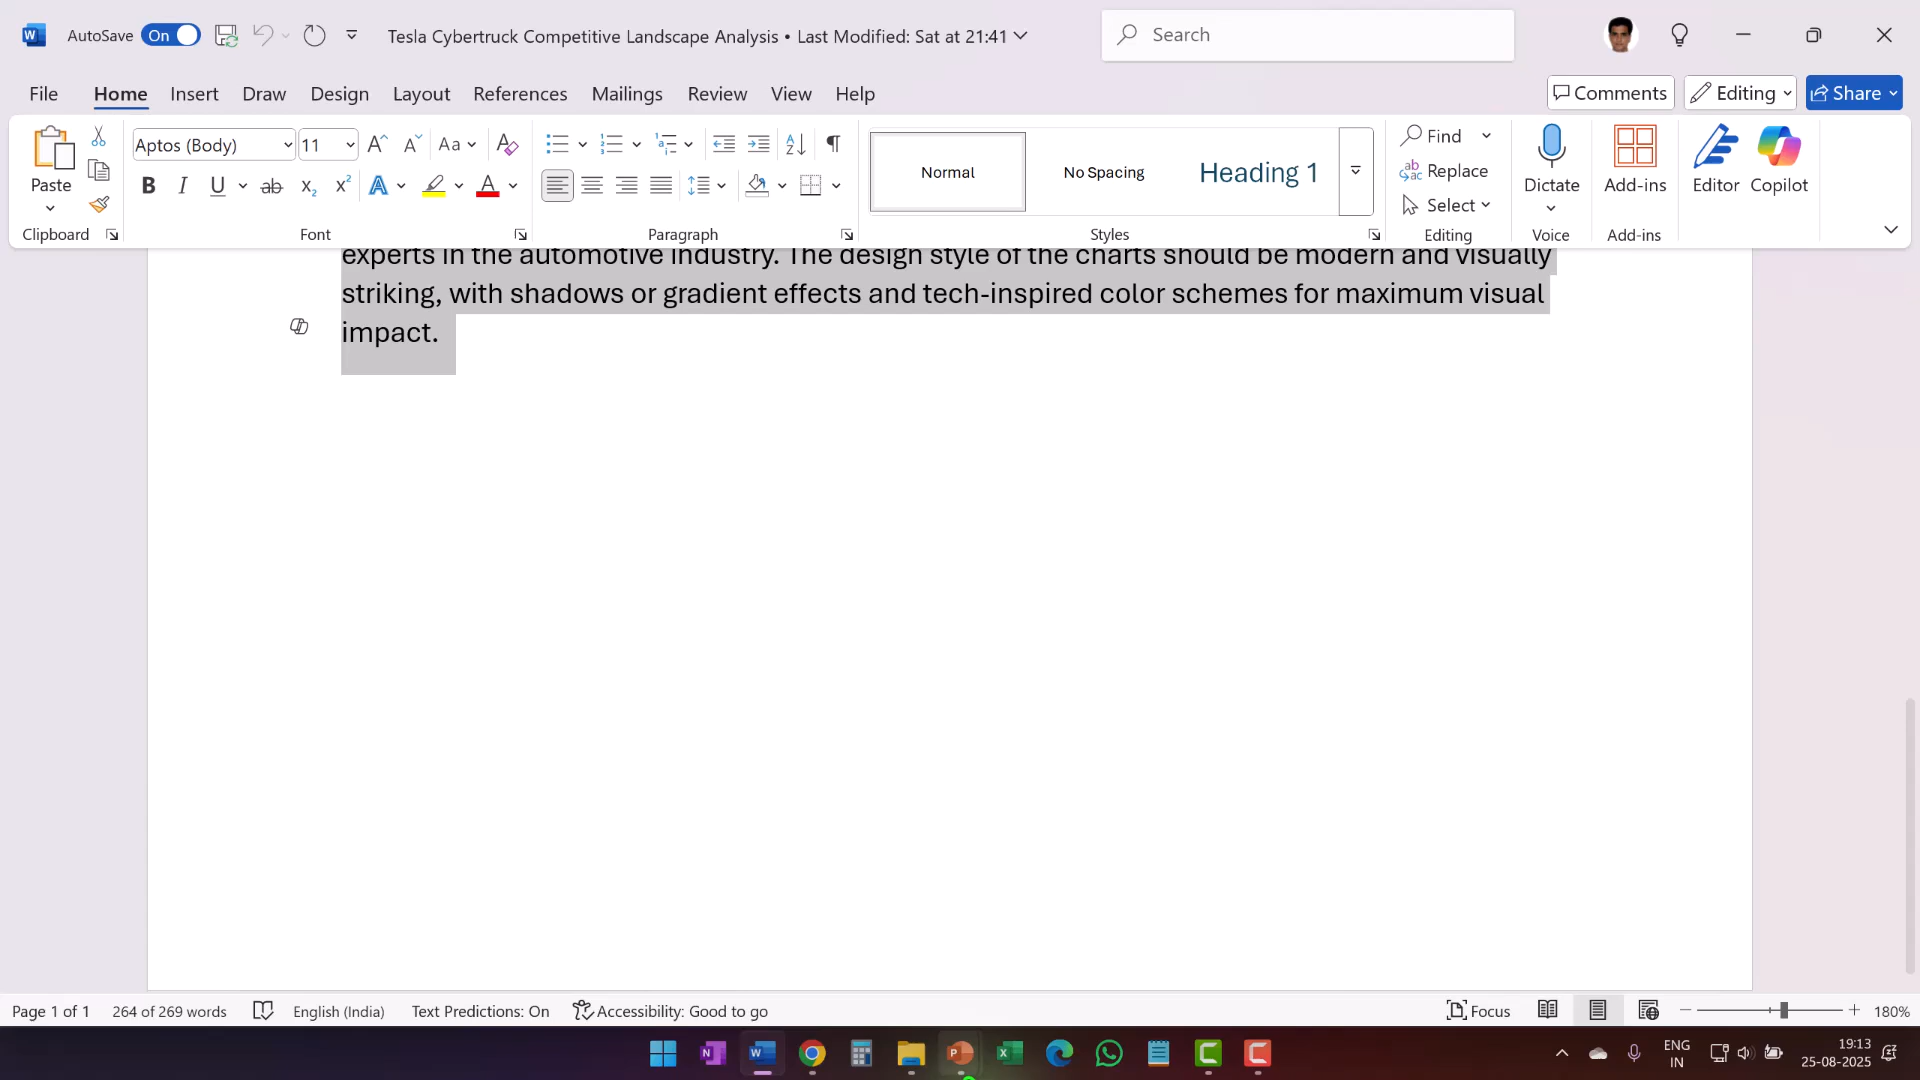 AutoSave On Tesla Cybertruck Competitive Landscape Analysis • Last Modified: Sat at 21:41 Search
File Home Insert Draw Design Layout References Mailings Review View Help Comments Editing Share
Paste
Clipboard
Aptos (Body) 11
Font
Paragraph
Normal No Spacing Heading 1
Styles
Find
Replace
Select
Editing
Dictate
Voice
Add-ins
Add-ins
Editor Copilot
experts in the automotive industry. The design style of the charts should be modern and visually
striking, with shadows or gradient effects and tech-inspired color schemes for maximum visual
impact.
Page 1 of 1 264 of 269 words English (India) Text Predictions: On Accessibility: Good to go Focus 180%
ENG
IN
19:13
25-08-2025